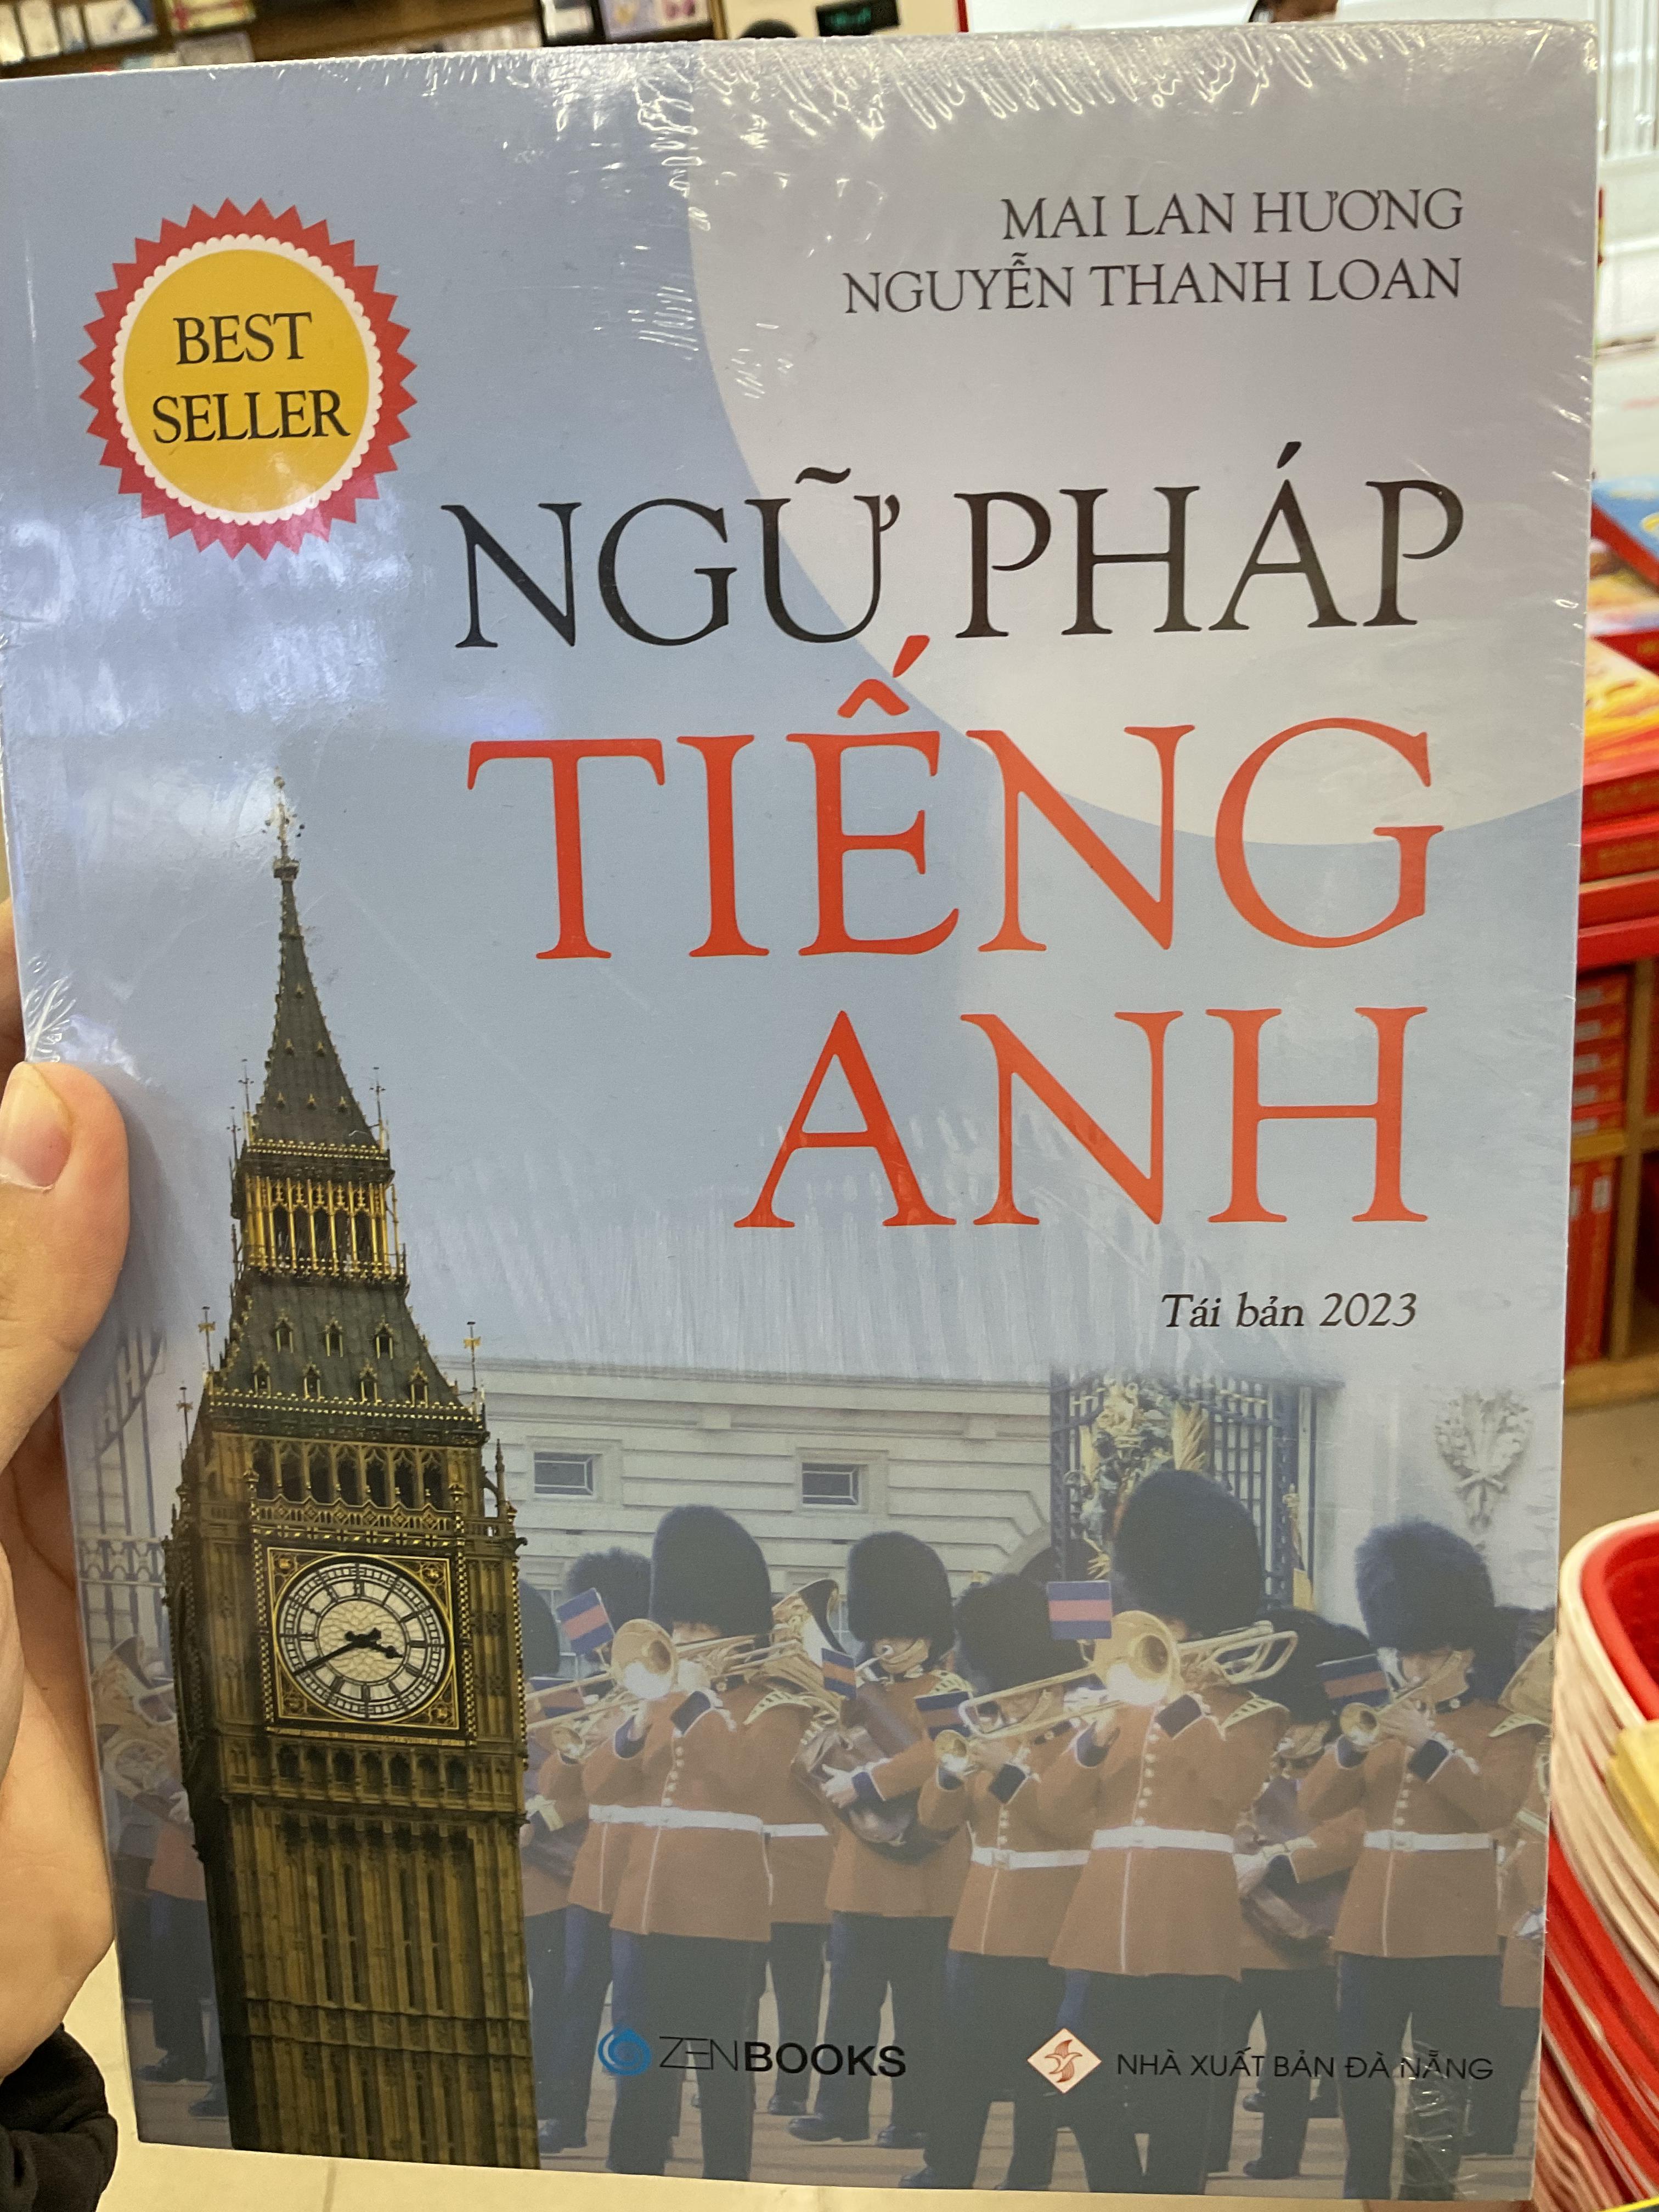 MAI LAN HƯƠNG
NGUYỄN THANH LOAN
BEST
SELLER
NGỮ PHÁP
TIẾNG
ANH
Tái bản 2023
ZENBOOKS
NHÀ XUẤT BẢN ĐÀ NẴNG